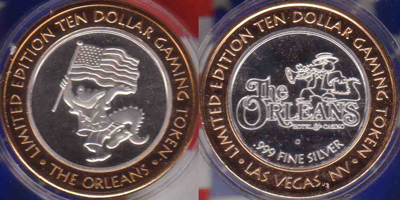 LIMITED EDITION TEN DOLLAR GAMING TOKEN
• THE ORLEANS •
LIMITED EDITION TEN DOLLAR GAMING TOKEN
The
ORLEANS
HOTEL & CASINO
.999 FINE SILVER
• LAS VEGAS, NV •